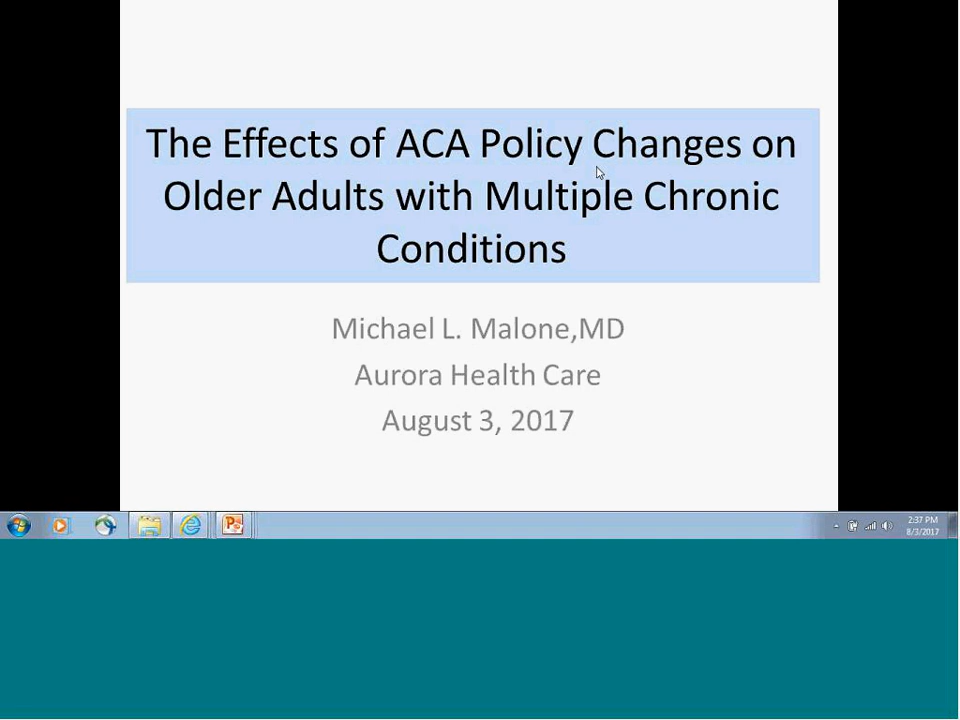 The Effects of ACA Policy Changes on
Older Adults with Multiple Chronic
Conditions
Michael L. Malone,MD
Aurora Health Care
August 3, 2017
2:37 PM
8/3/2017